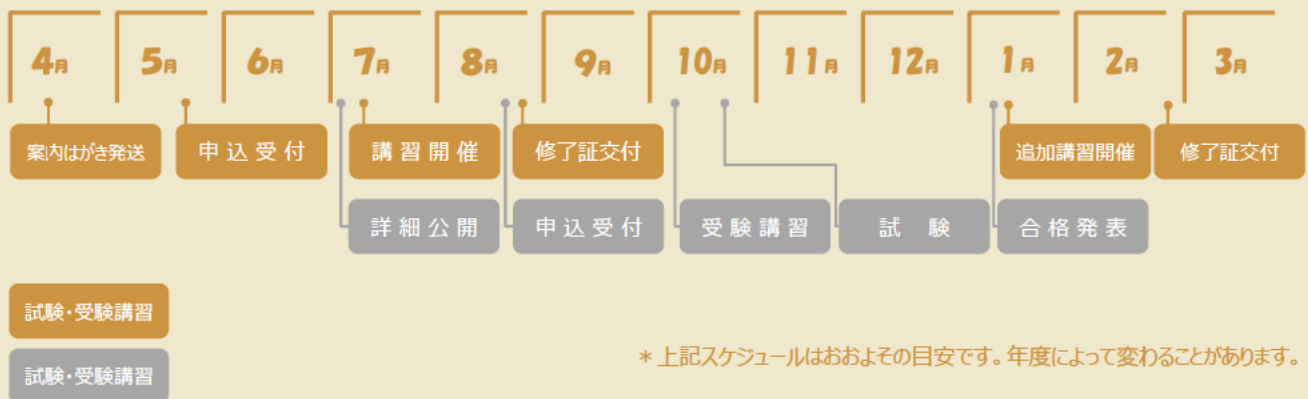 4月 5月 6月 7月 8月 9月 10月 11月 12月 1月 2月 3月
案内はがき発送 申込受付 講習開催 修了証交付 追加講習開催 修了証交付
詳細公開 申込受付 受験講習 試　験 合格発表
試験・受験講習
試験・受験講習
＊上記スケジュールはおおよその目安です。年度によって変わることがあります。